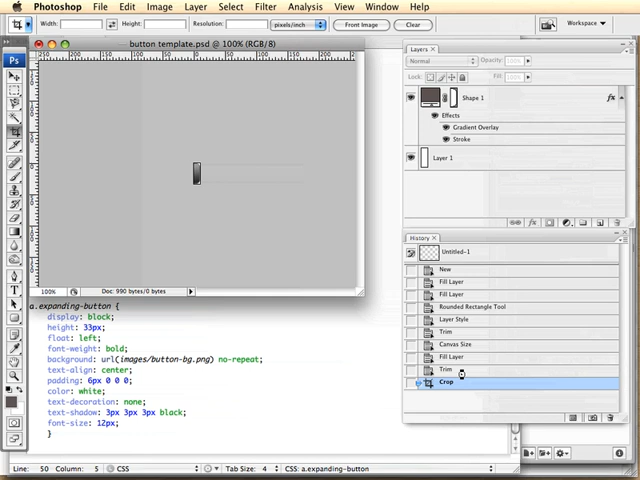 Photoshop File Edit Image Layer Select Filter Analysis View Window Help
Width: Height: Resolution: pixels/inch Front Image Clear Workspace
button template.psd @ 100% (RGB/8)
Ps
100% Doc: 990 bytes/0 bytes
Layers
Normal Opacity:
Lock: Fill:
Shape 1
fx
Effects
Gradient Overlay
Stroke
Layer 1
History
Untitled-1
New
Fill Layer
Fill Layer
Rounded Rectangle Tool
Layer Style
Trim
Canvas Size
Fill Layer
Trim
Crop
a.expanding-button {
display: block;
height: 33px;
float: left;
font-weight: bold;
background: url(images/button-bg.png) no-repeat;
text-align: center;
padding: 6px 0 0 0;
color: white;
text-decoration: none;
text-shadow: 3px 3px 3px black;
font-size: 12px;
}
Line: 50 Column: 5 CSS Tab Size: 4 CSS: a.expanding-button